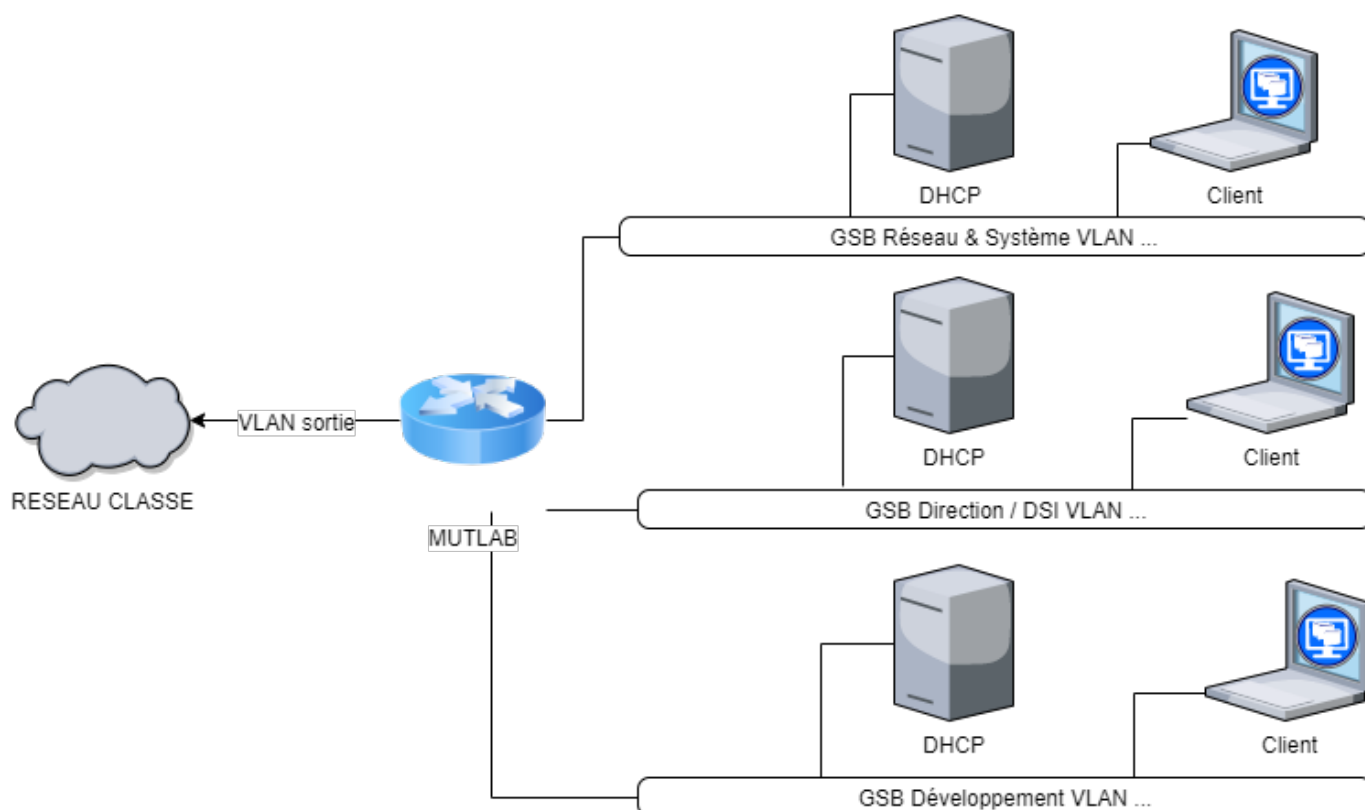 DHCP
Client
GSB Réseau & Système VLAN ...
VLAN sortie
RESEAU CLASSE
DHCP
Client
GSB Direction / DSI VLAN ...
MUTLAB
DHCP
Client
GSB Développement VLAN ...